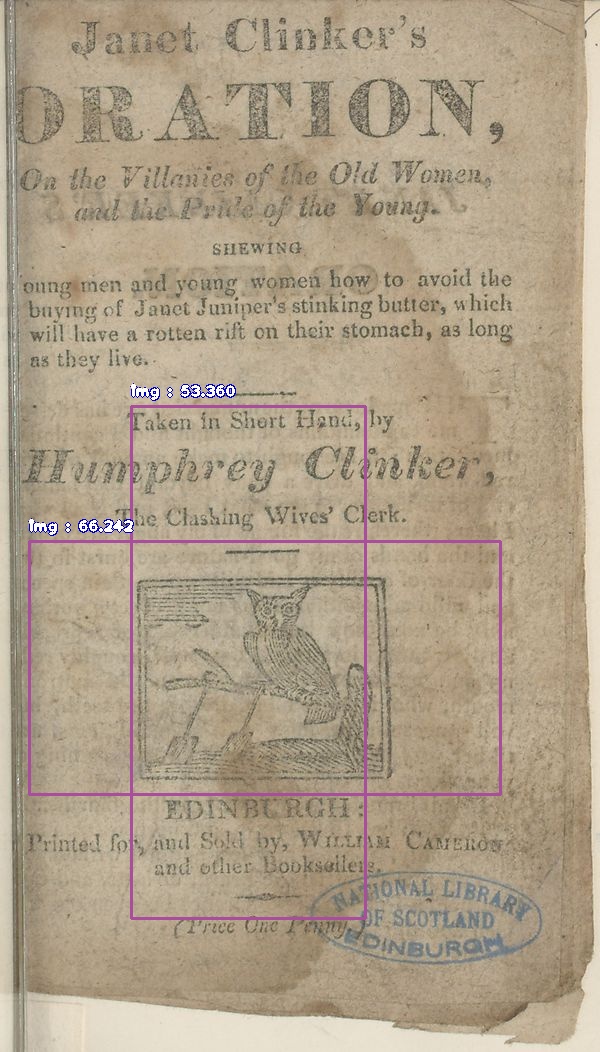 Janet Clinker's
ORATION,
On the Villanies of the Old Women,
and the Pride of the Young.
SHEWING
oung men and young women how to avoid the
buying of Janet Juniper's stinking butter, which
will have a rotten rift on their stomach, as long
as they live.
Img : 53.360
Taken in Short Hand, by
Humphrey Clinker,
The Clashing Wives' Clerk.
Img : 66.242
EDINBURGH:
Printed for, and Sold by, WILLIAM CAMERON
and other Booksellers.
(Price One Penny.)
NATIONAL LIBRARY
OF SCOTLAND
EDINBURGH